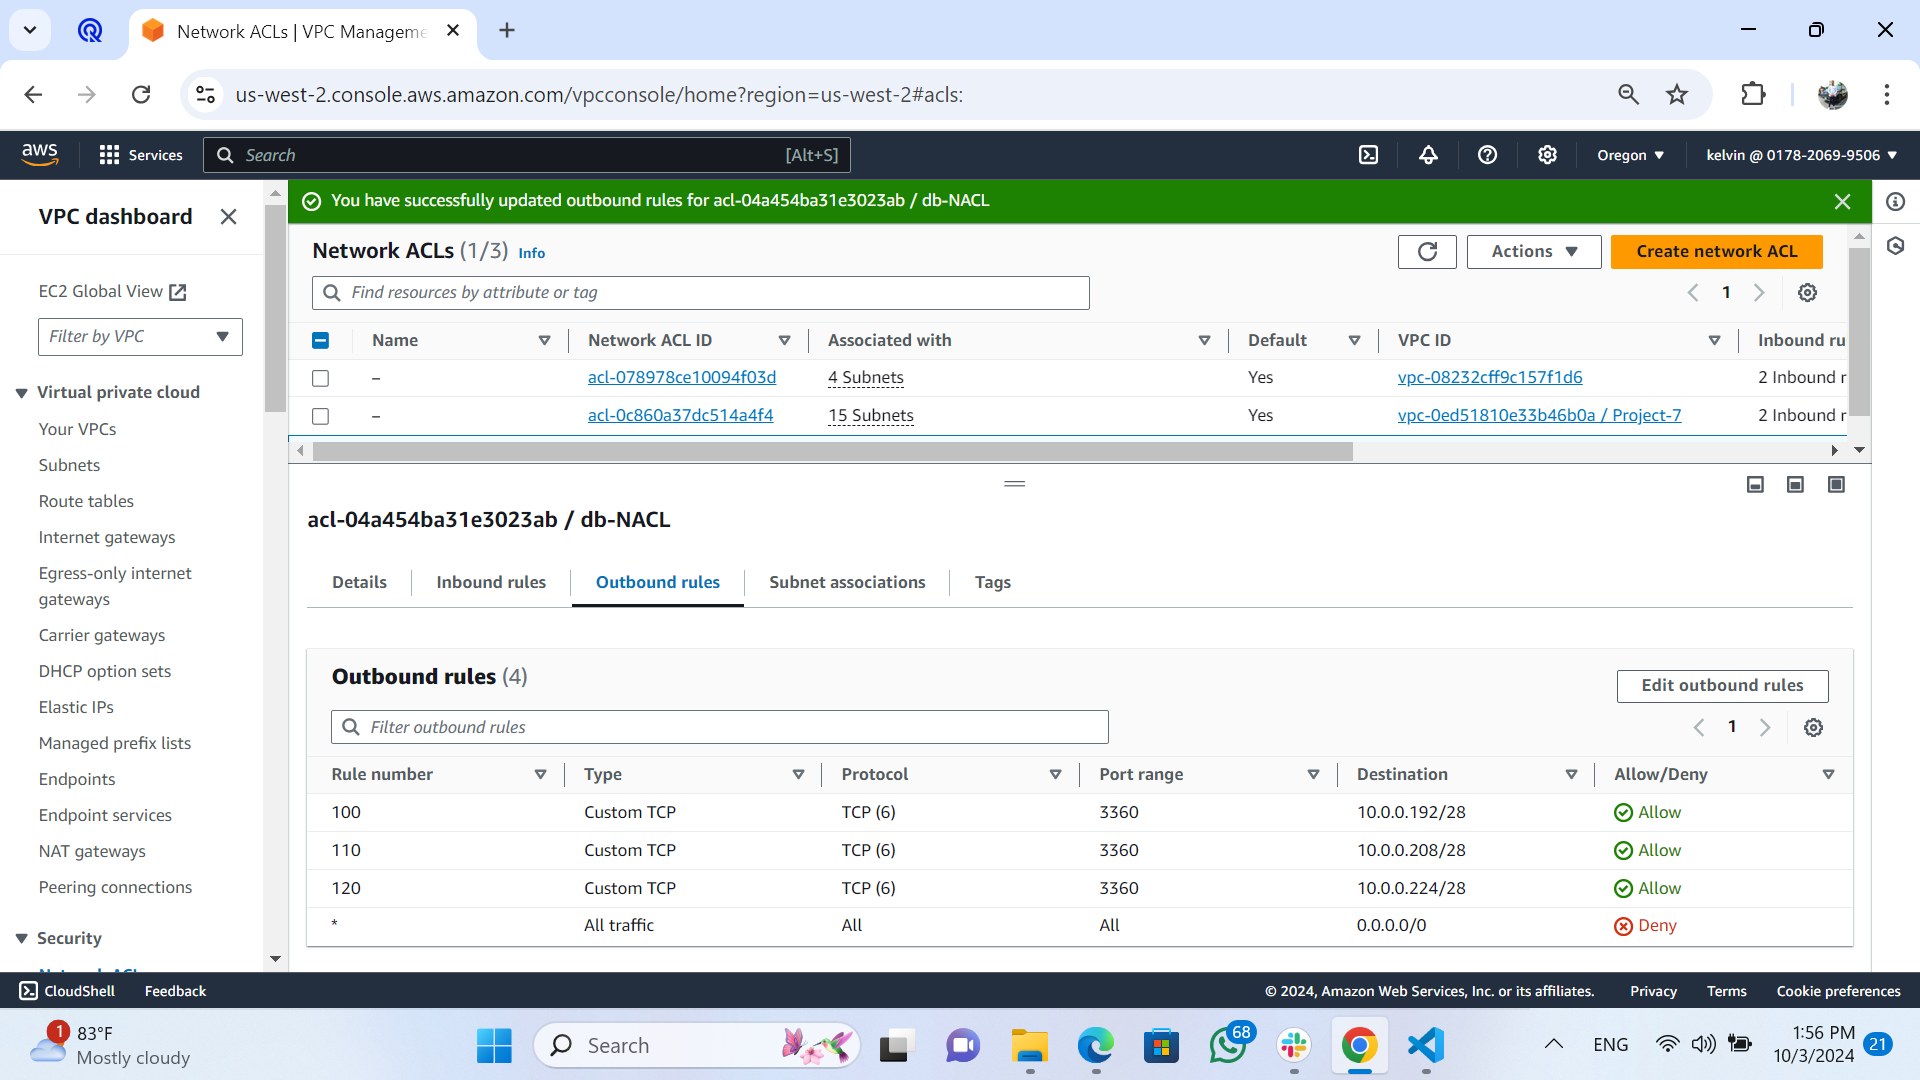 Network ACLs | VPC Manageme
us-west-2.console.aws.amazon.com/vpcconsole/home?region=us-west-2#acls:
aws
Services
Search
[Alt+S]
Oregon
kelvin @ 0178-2069-9506
VPC dashboard
EC2 Global View
Filter by VPC
Virtual private cloud
Your VPCs
Subnets
Route tables
Internet gateways
Egress-only internet
gateways
Carrier gateways
DHCP option sets
Elastic IPs
Managed prefix lists
Endpoints
Endpoint services
NAT gateways
Peering connections
Security
Network ACLs
You have successfully updated outbound rules for acl-04a454ba31e3023ab / db-NACL
Network ACLs (1/3) Info
Actions
Create network ACL
Find resources by attribute or tag
1
Name Network ACL ID Associated with Default VPC ID Inbound ru
– acl-078978ce10094f03d 4 Subnets Yes vpc-08232cff9c157f1d6 2 Inbound r
– acl-0c860a37dc514a4f4 15 Subnets Yes vpc-0ed51810e33b46b0a / Project-7 2 Inbound r
acl-04a454ba31e3023ab / db-NACL
Details Inbound rules Outbound rules Subnet associations Tags
Outbound rules (4)
Edit outbound rules
Filter outbound rules
1
Rule number Type Protocol Port range Destination Allow/Deny
100 Custom TCP TCP (6) 3360 10.0.0.192/28 Allow
110 Custom TCP TCP (6) 3360 10.0.0.208/28 Allow
120 Custom TCP TCP (6) 3360 10.0.0.224/28 Allow
* All traffic All All 0.0.0.0/0 Deny
CloudShell
Feedback
© 2024, Amazon Web Services, Inc. or its affiliates.
Privacy
Terms
Cookie preferences
1
83°F
Mostly cloudy
Search
68
ENG
1:56 PM
10/3/2024
21